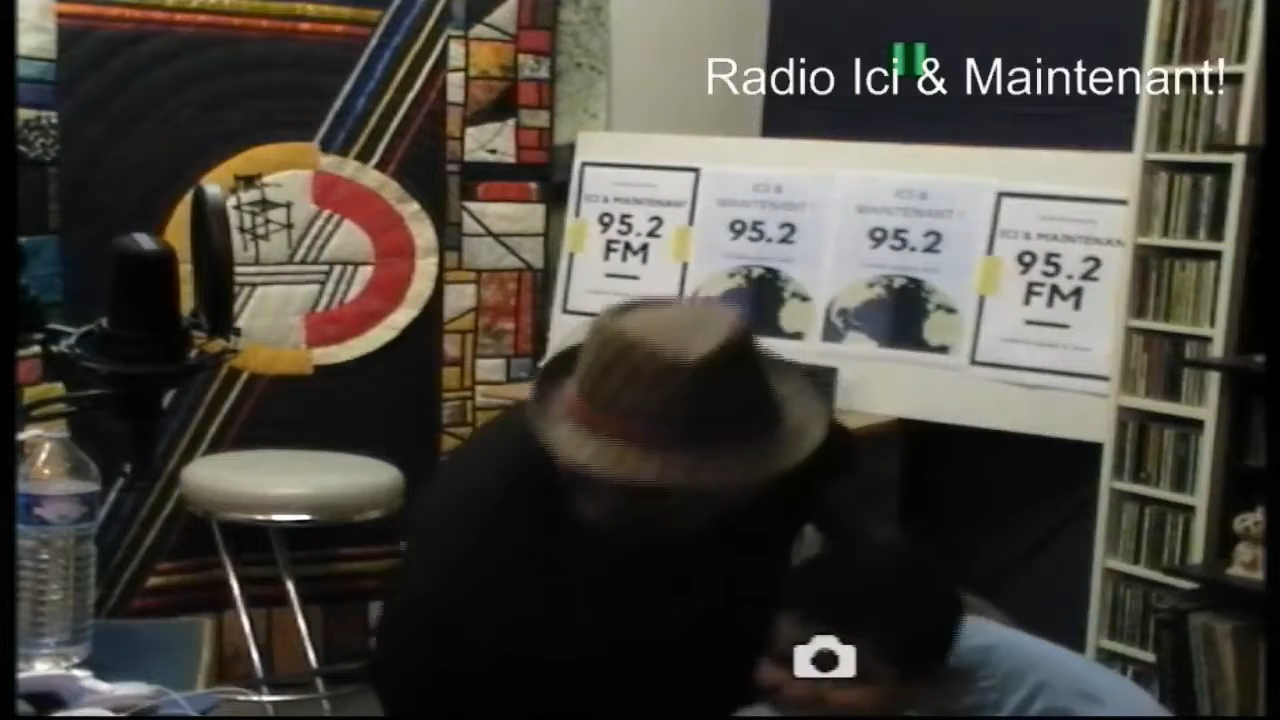 Radio Ici & Maintenant!
ICI & MAINTENANT
95.2
FM
ICI &
MAINTENANT !
95.2
ICI &
MAINTENANT !
95.2
ICI & MAINTENAN
95.2
FM